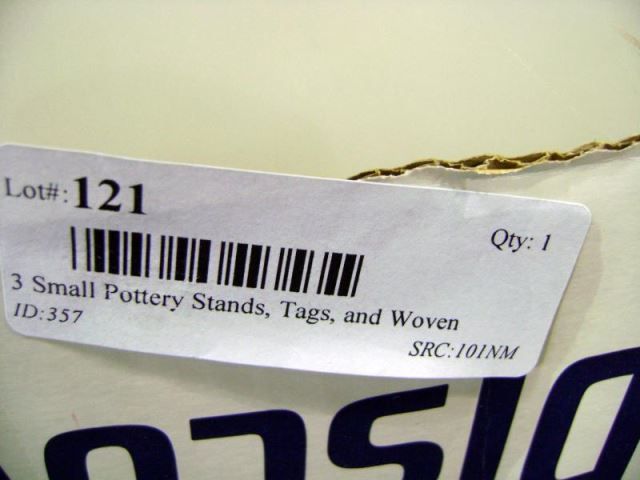 Lot#: 121
Qty: 1
3 Small Pottery Stands, Tags, and Woven
ID:357
SRC:101NM